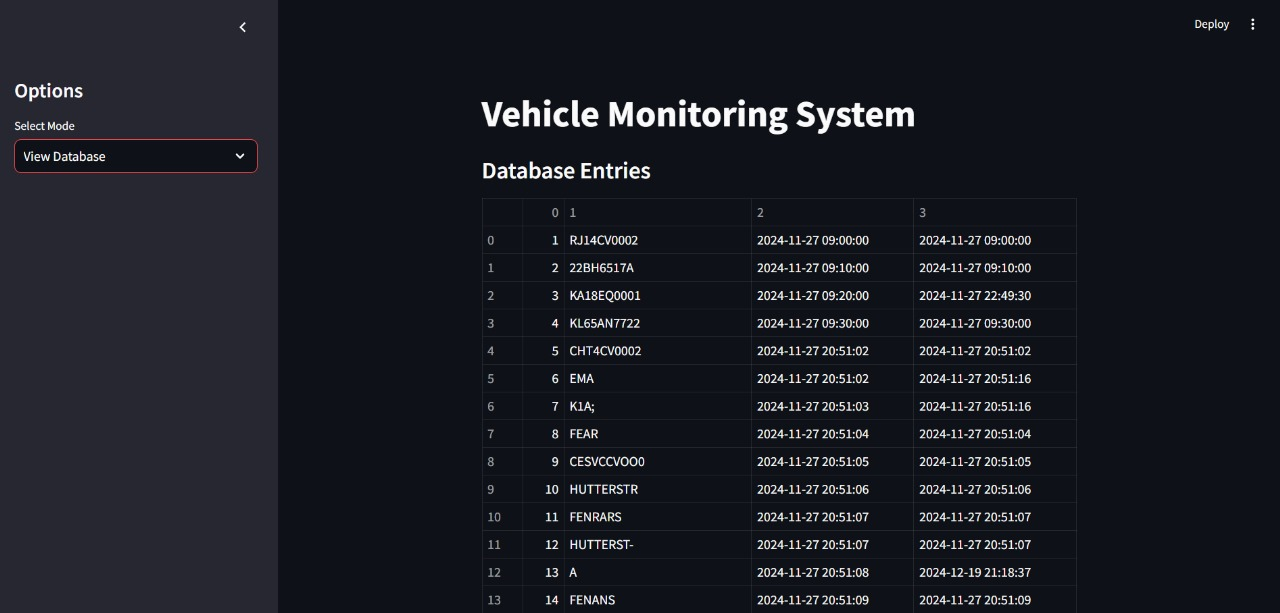 Deploy
Options
Select Mode
View Database
Vehicle Monitoring System
Database Entries
0 1 2 3
0 1 RJ14CV0002 2024-11-27 09:00:00 2024-11-27 09:00:00
1 2 22BH6517A 2024-11-27 09:10:00 2024-11-27 09:10:00
2 3 KA18EQ0001 2024-11-27 09:20:00 2024-11-27 22:49:30
3 4 KL65AN7722 2024-11-27 09:30:00 2024-11-27 09:30:00
4 5 CHT4CV0002 2024-11-27 20:51:02 2024-11-27 20:51:02
5 6 EMA 2024-11-27 20:51:02 2024-11-27 20:51:16
6 7 K1A; 2024-11-27 20:51:03 2024-11-27 20:51:16
7 8 FEAR 2024-11-27 20:51:04 2024-11-27 20:51:04
8 9 CESVCCVOO0 2024-11-27 20:51:05 2024-11-27 20:51:05
9 10 HUTTERSTR 2024-11-27 20:51:06 2024-11-27 20:51:06
10 11 FENRARS 2024-11-27 20:51:07 2024-11-27 20:51:07
11 12 HUTTERST- 2024-11-27 20:51:07 2024-11-27 20:51:07
12 13 A 2024-11-27 20:51:08 2024-12-19 21:18:37
13 14 FENANS 2024-11-27 20:51:09 2024-11-27 20:51:09